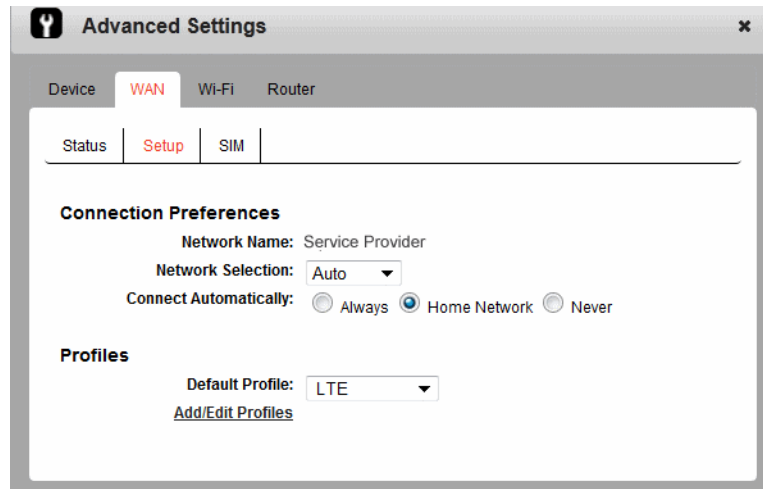 Advanced Settings
Device WAN Wi-Fi Router
Status Setup SIM
Connection Preferences
Network Name: Service Provider
Network Selection: Auto
Connect Automatically: Always Home Network Never
Profiles
Default Profile: LTE
Add/Edit Profiles